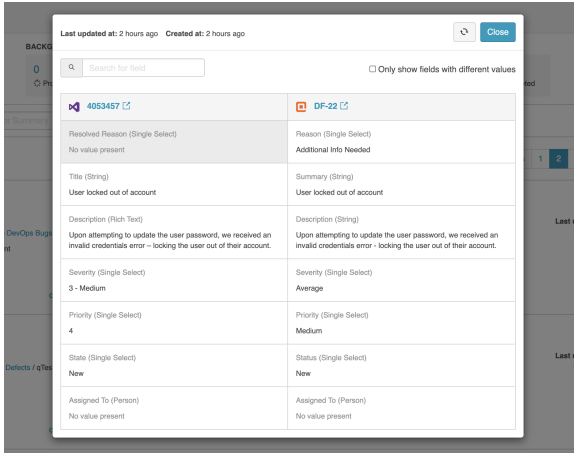 Last updated at: 2 hours ago Created at: 2 hours ago
Close
BACKG
0
Search for field
Only show fields with different values
4053457
DF-22
Resolved Reason (Single Select)
No value present
Reason (Single Select)
Additional Info Needed
1 2
Title (String)
User locked out of account
Summary (String)
User locked out of account
Description (Rich Text)
Upon attempting to update the user password, we received an
invalid credentials error – locking the user out of their account.
Description (String)
Upon attempting to update the user password, we received an
invalid credentials error - locking the user out of their account.
Last u
DevOps Bugs
nt
Severity (Single Select)
3 - Medium
Severity (Single Select)
Average
Priority (Single Select)
4
Priority (Single Select)
Medium
State (Single Select)
New
Status (Single Select)
New
Last u
Defects / qTes
Assigned To (Person)
No value present
Assigned To (Person)
No value present